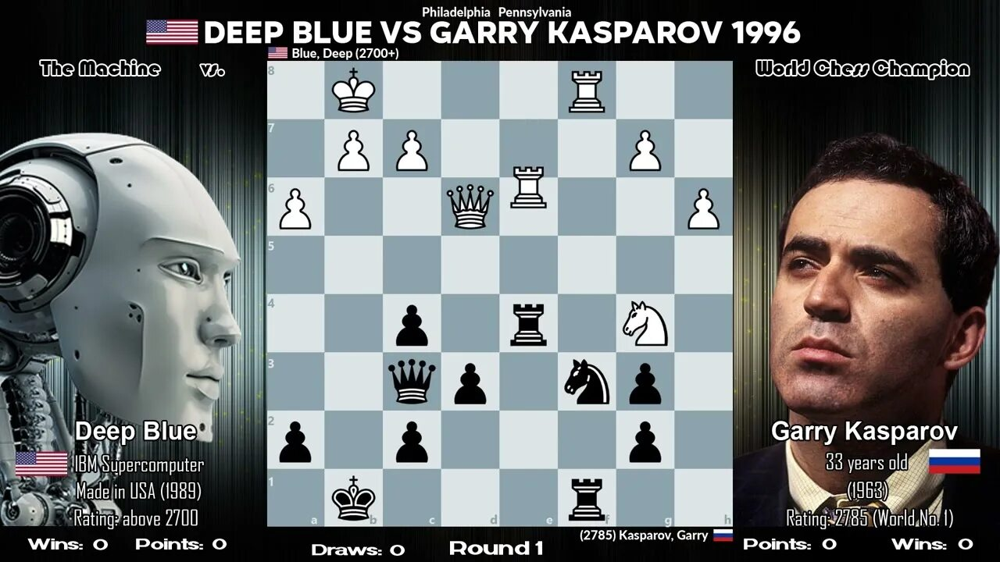 Philadelphia Pennsylvania
DEEP BLUE VS GARRY KASPAROV 1996
The Machine vs.
Blue, Deep (2700+)
World Chess Champion
8
7
6
5
4
3
2
1
a b c d e f g h
Deep Blue
IBM Supercomputer
Made in USA (1989)
Rating: above 2700
Wins: 0 Points: 0
Garry Kasparov
33 years old
(1963)
Rating: 2785 (World No. 1)
(2785) Kasparov, Garry
Draws: 0 Round 1
Points: 0 Wins: 0